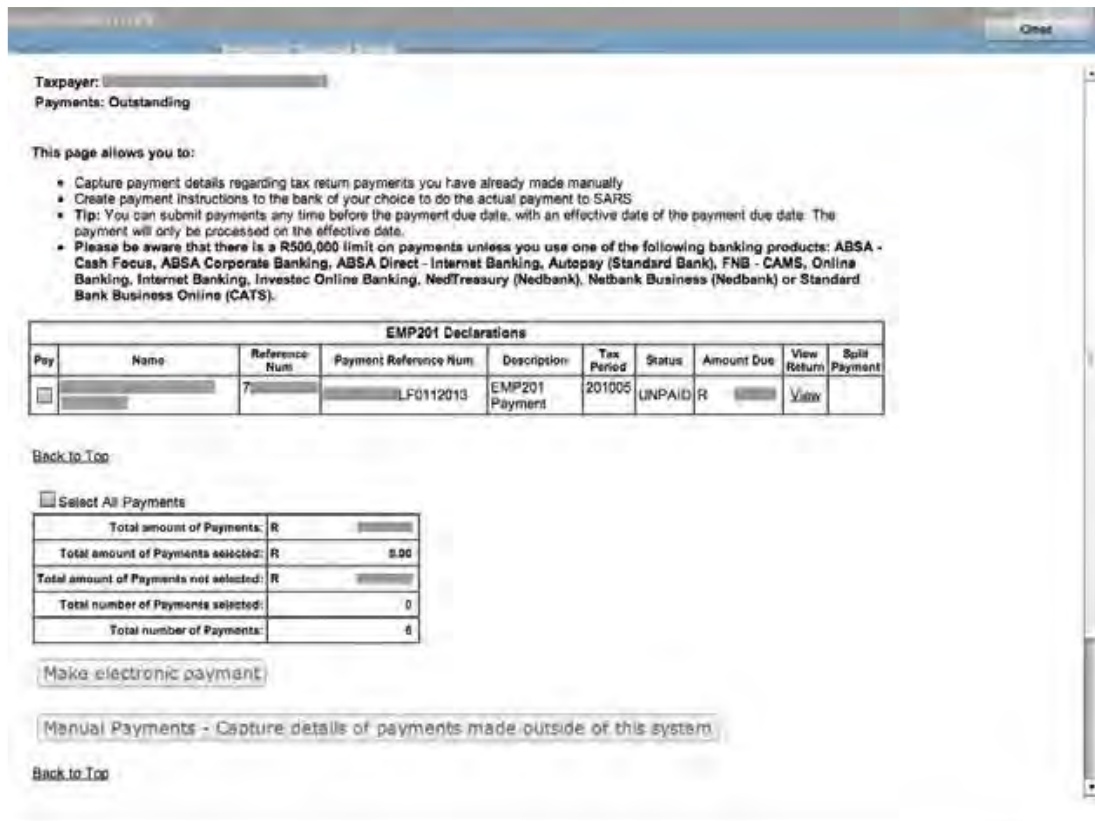 Close
Taxpayer:
Payments: Outstanding
This page allows you to:
• Capture payment details regarding tax return payments you have already made manually
• Create payment instructions to the bank of your choice to do the actual payment to SARS
• Tip: You can submit payments any time before the payment due date, with an effective date of the payment due date. The
payment will only be processed on the effective date.
• Please be aware that there is a R500,000 limit on payments unless you use one of the following banking products: ABSA -
Cash Focus, ABSA Corporate Banking, ABSA Direct - Internet Banking, Autopay (Standard Bank), FNB - CAMS, Online
Banking, Internet Banking, Investec Online Banking, NedTreasury (Nedbank), Netbank Business (Nedbank) or Standard
Bank Business Online (CATS).
EMP201 Declarations
Pay Name Reference Num Payment Reference Num Description Tax Period Status Amount Due View Return Split Payment
7 LF0112013 EMP201 Payment 201005 UNPAID R View
Back to Top
Select All Payments
Total amount of Payments: R
Total amount of Payments selected: R 0.00
Total amount of Payments not selected: R
Total number of Payments selected: 0
Total number of Payments: 6
Make electronic payment
Manual Payments - Capture details of payments made outside of this system
Back to Top